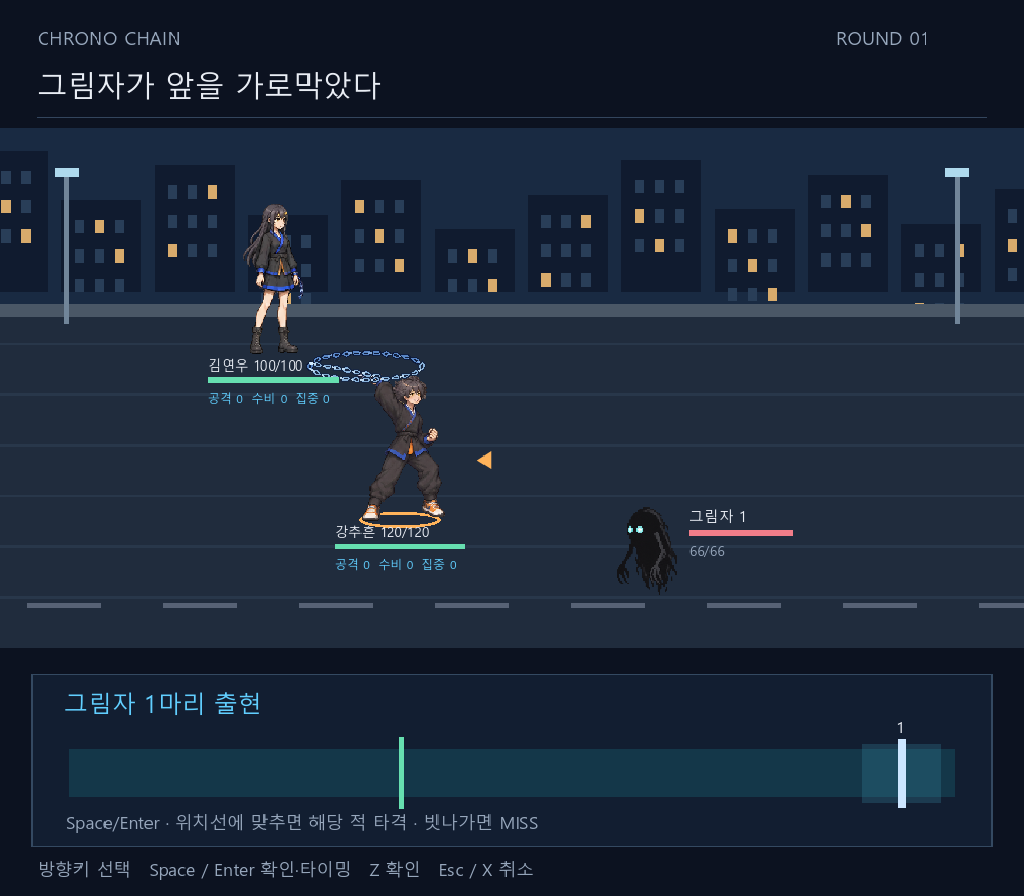 CHRONO CHAIN
ROUND 01
그림자가 앞을 가로막았다
김연우 100/100
공격 0 수비 0 집중 0
강추흔 120/120
공격 0 수비 0 집중 0
그림자 1
66/66
그림자 1마리 출현
1
Space/Enter · 위치선에 맞추면 해당 적 타격 · 빗나가면 MISS
방향키 선택 Space / Enter 확인·타이밍 Z 확인 Esc / X 취소